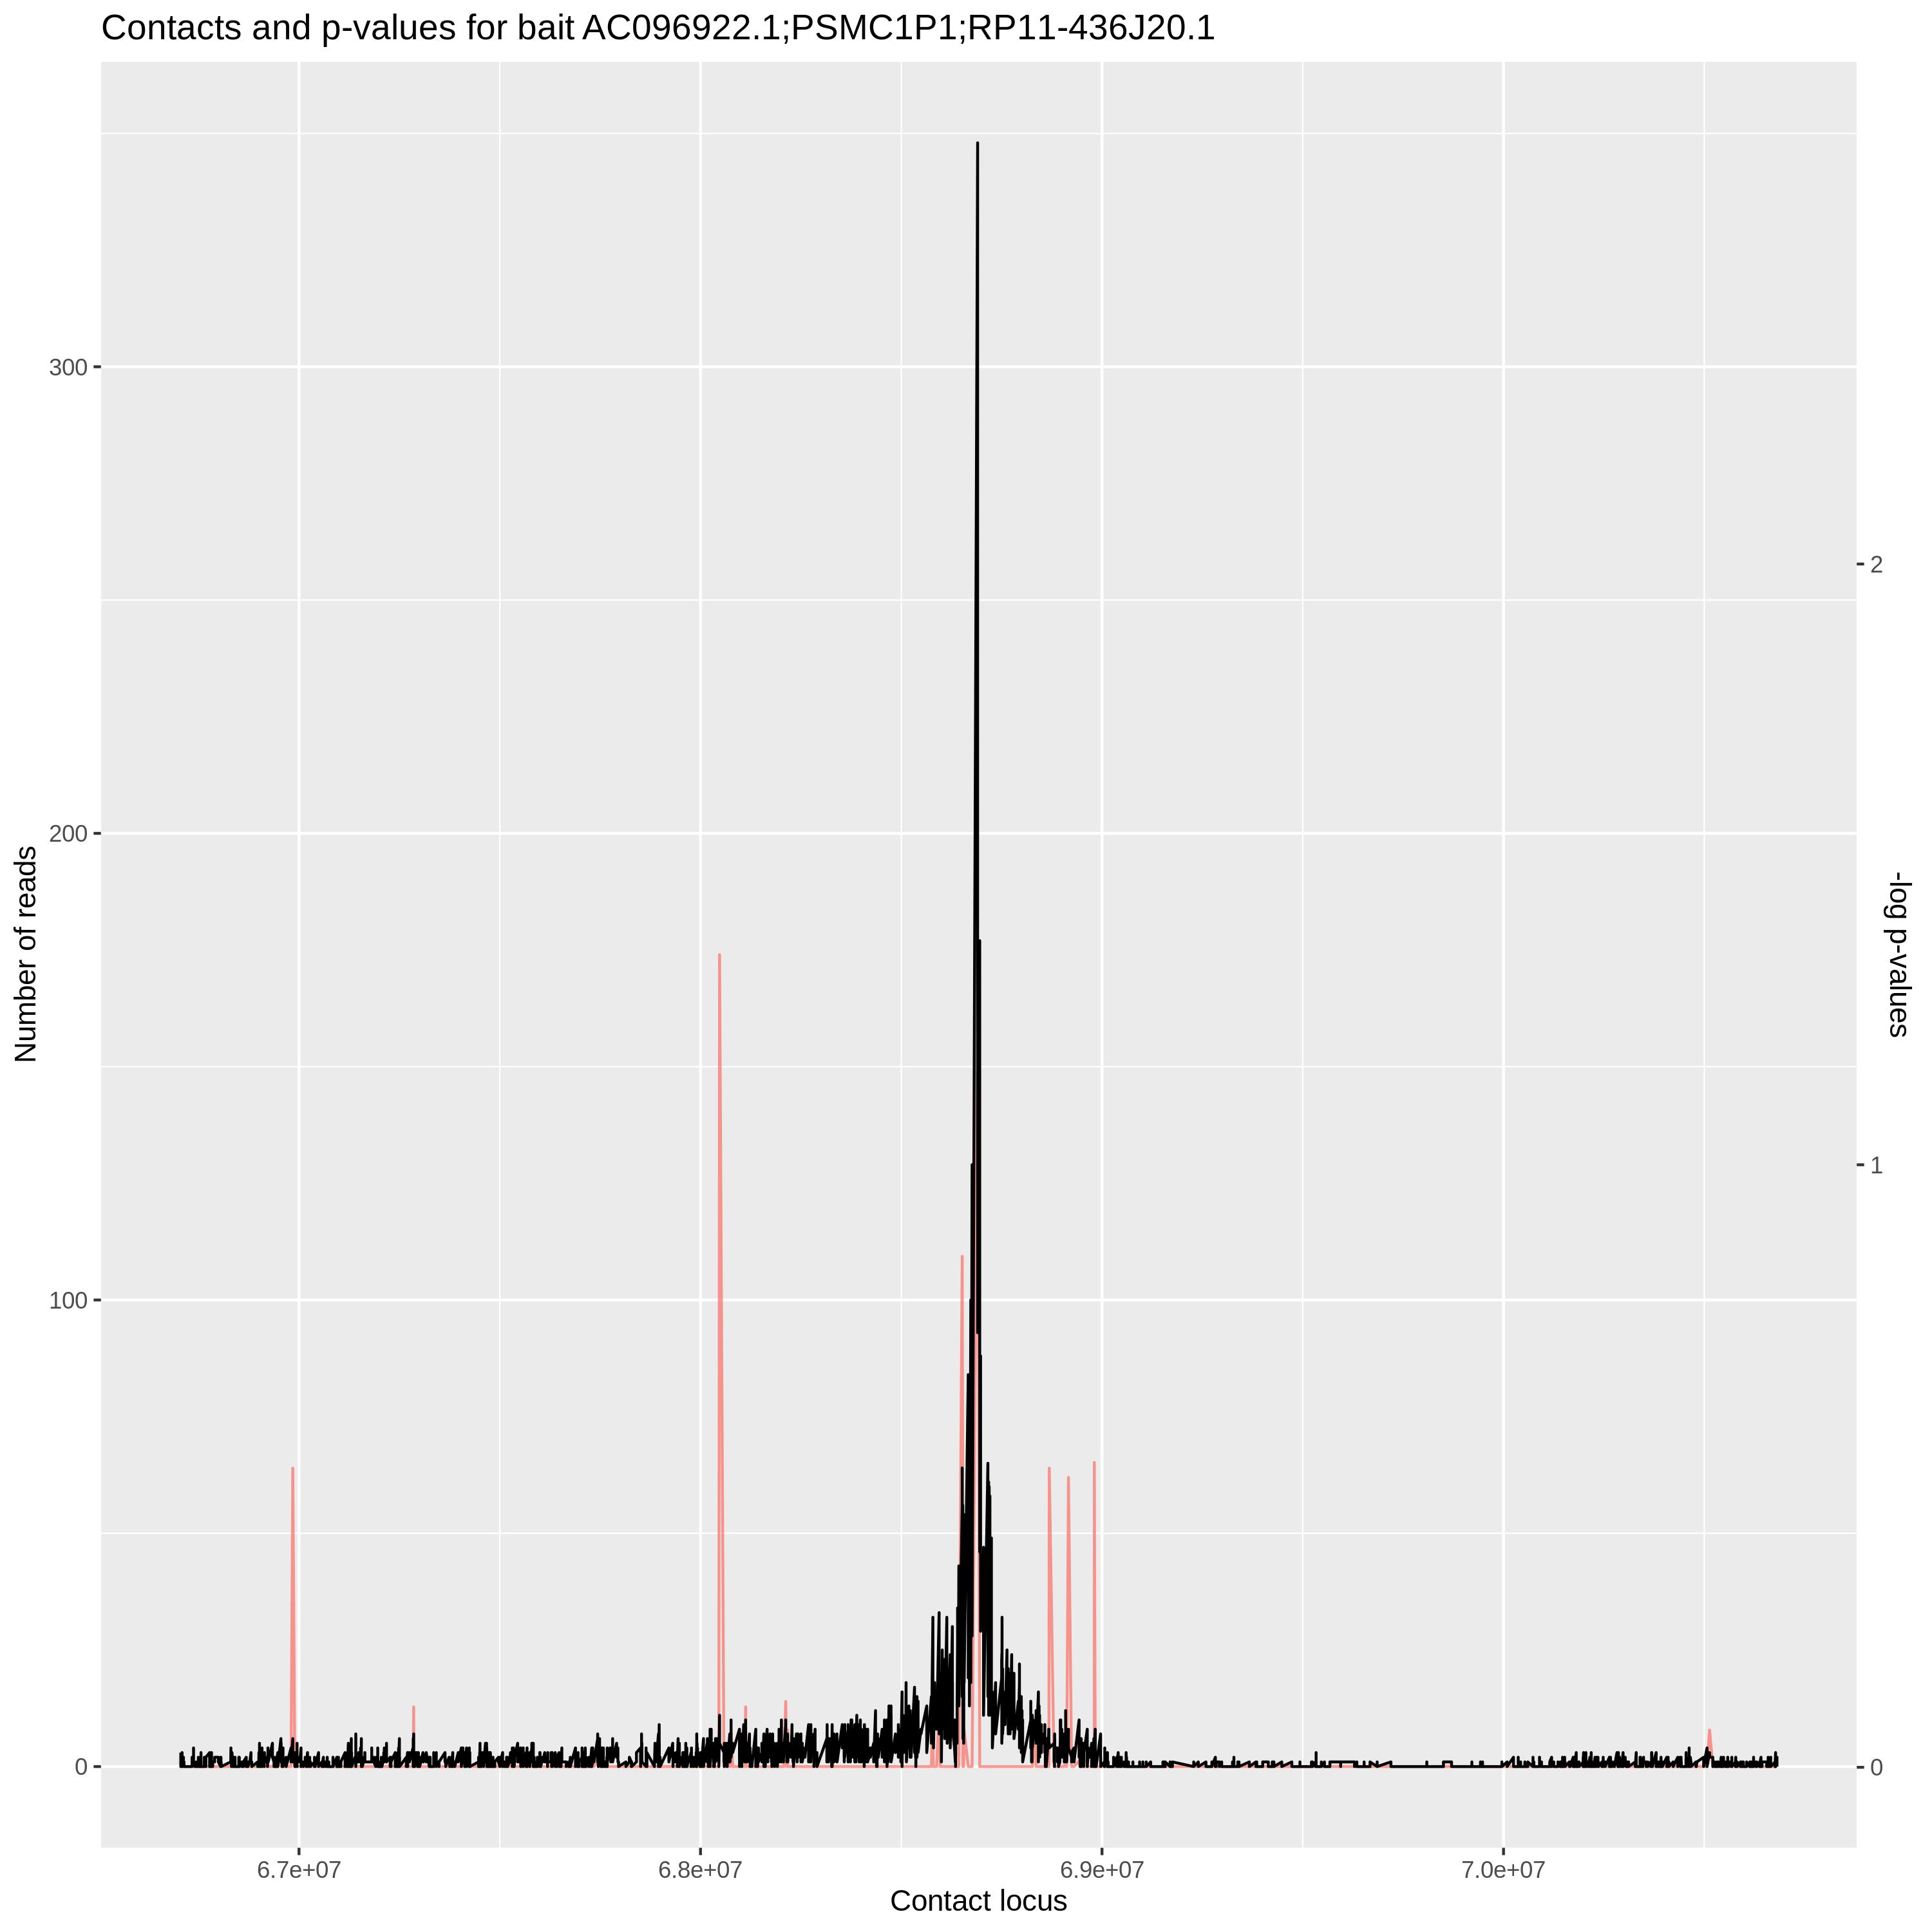 Contacts and p-values for bait AC096922.1;PSMC1P1;RP11-436J20.1
300
200
100
0
Number of reads
2
1
0
-log p-values
6.7e+07
6.8e+07
6.9e+07
7.0e+07
Contact locus